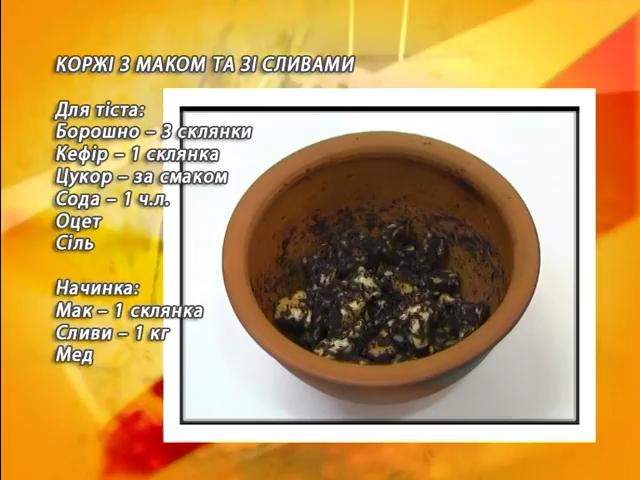 КОРЖІ З МАКОМ ТА ЗІ СЛИВАМИ
Для тіста:
Борошно – 3 склянки
Кефір – 1 склянка
Цукор – за смаком
Сода – 1 ч.л.
Оцет
Сіль
Начинка:
Мак – 1 склянка
Сливи – 1 кг
Мед